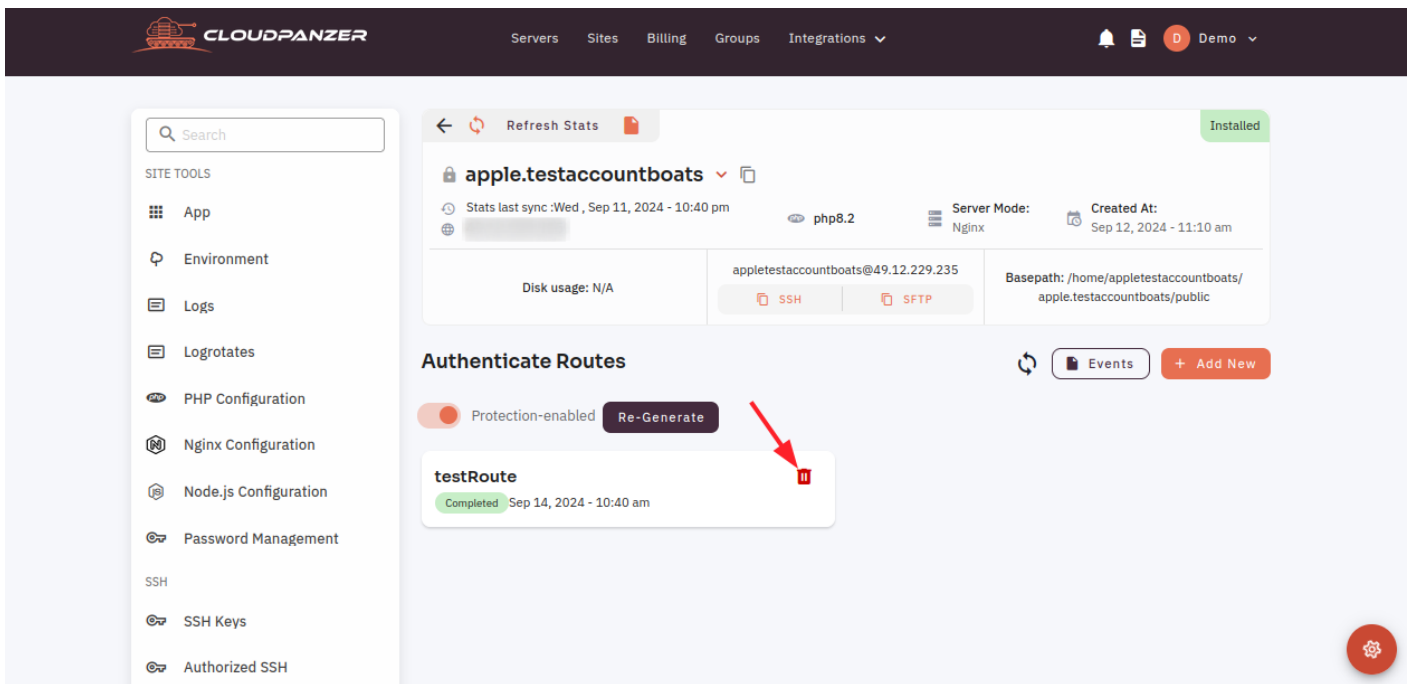 CLOUDPANZER
Servers Sites Billing Groups Integrations
D Demo
Search
SITE TOOLS
App
Environment
Logs
Logrotates
php PHP Configuration
Nginx Configuration
Node.js Configuration
Password Management
SSH
SSH Keys
Authorized SSH
Refresh Stats
Installed
apple.testaccountboats
Stats last sync :Wed , Sep 11, 2024 - 10:40 pm
php8.2
Server Mode:
Nginx
Created At:
Sep 12, 2024 - 11:10 am
Disk usage: N/A
appletestaccountboats@49.12.229.235
SSH SFTP
Basepath: /home/appletestaccountboats/
apple.testaccountboats/public
Authenticate Routes
Events
+ Add New
Protection-enabled Re-Generate
testRoute
Completed Sep 14, 2024 - 10:40 am